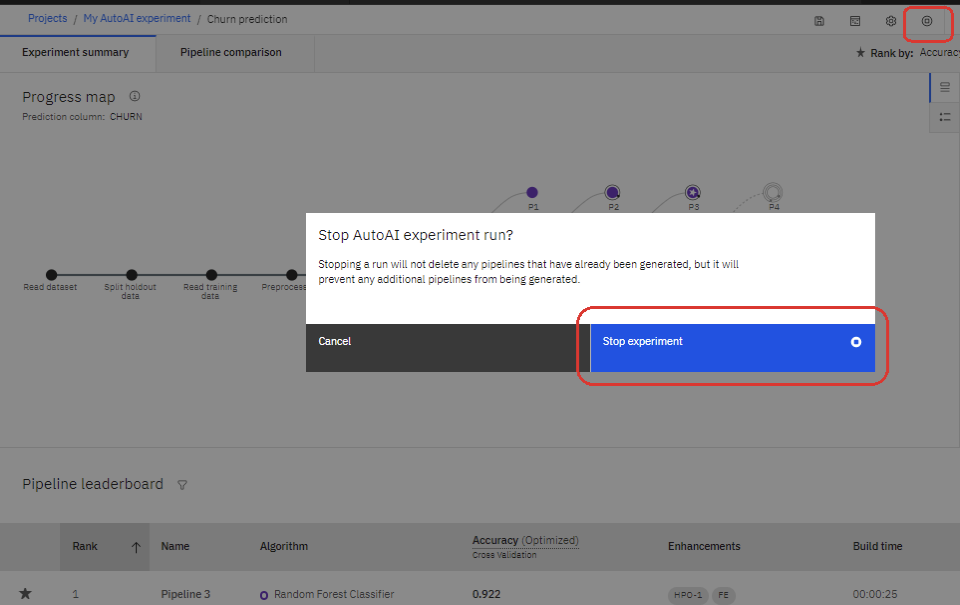 Projects / My AutoAI experiment / Churn prediction
Experiment summary
Pipeline comparison
Rank by: Accuracy
Progress map
Prediction column: CHURN
P1
P2
P3
P4
Read dataset
Split holdout
data
Read training
data
Preprocess
Stop AutoAI experiment run?
Stopping a run will not delete any pipelines that have already been generated, but it will
prevent any additional pipelines from being generated.
Cancel
Stop experiment
Pipeline leaderboard
Rank
Name
Algorithm
Accuracy (Optimized)
Cross Validation
Enhancements
Build time
1
Pipeline 3
Random Forest Classifier
0.922
HPO-1
FE
00:00:25